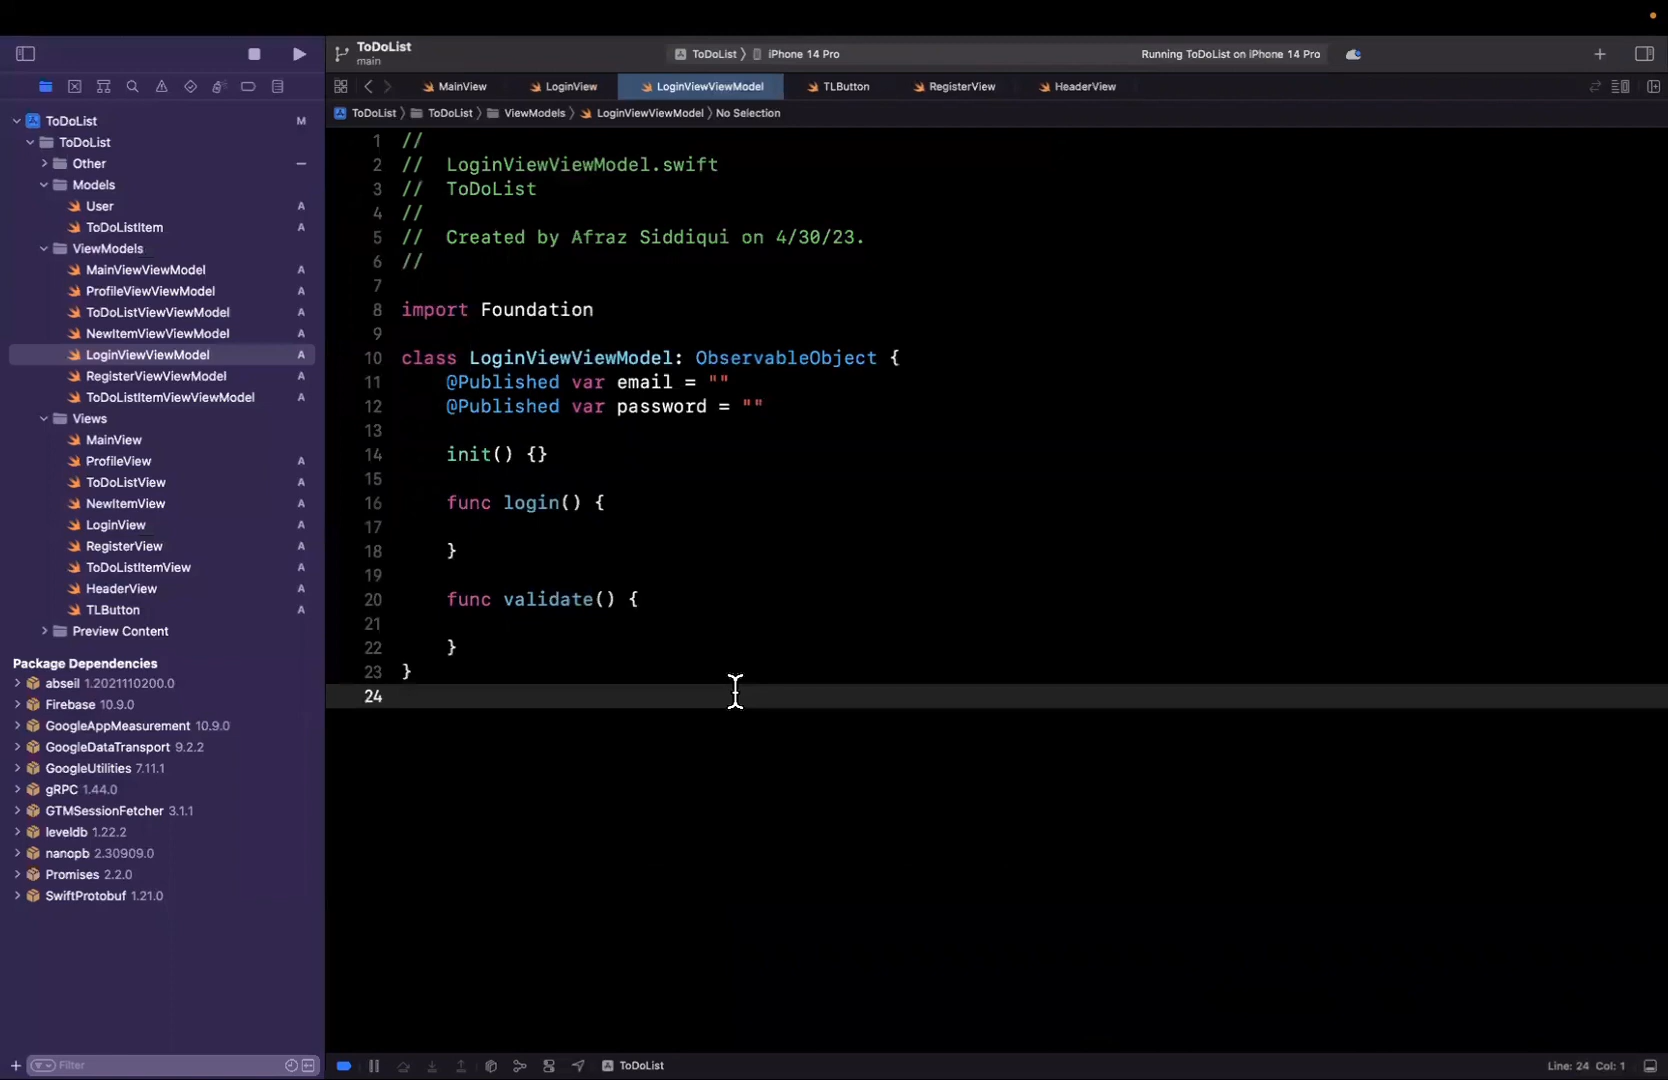 ToDoList
main
ToDoList
iPhone 14 Pro
Running ToDoList on iPhone 14 Pro
MainView
LoginView
LoginViewViewModel
TLButton
RegisterView
HeaderView
ToDoList
ToDoList
ViewModels
LoginViewViewModel
No Selection
ToDoList M
ToDoList
Other
Models
User A
ToDoListItem A
ViewModels
MainViewViewModel A
ProfileViewViewModel A
ToDoListViewViewModel A
NewItemViewViewModel A
LoginViewViewModel A
RegisterViewViewModel A
ToDoListItemViewViewModel A
Views
MainView
ProfileView A
ToDoListView A
NewItemView A
LoginView A
RegisterView A
ToDoListItemView A
HeaderView A
TLButton A
Preview Content
Package Dependencies
abseil 1.2021110200.0
Firebase 10.9.0
GoogleAppMeasurement 10.9.0
GoogleDataTransport 9.2.2
GoogleUtilities 7.11.1
gRPC 1.44.0
GTMSessionFetcher 3.1.1
leveldb 1.22.2
nanopb 2.30909.0
Promises 2.2.0
SwiftProtobuf 1.21.0
Filter
1 //
2 //  LoginViewViewModel.swift
3 //  ToDoList
4 //
5 //  Created by Afraz Siddiqui on 4/30/23.
6 //
7
8 import Foundation
9
10 class LoginViewViewModel: ObservableObject {
11     @Published var email = ""
12     @Published var password = ""
13
14     init() {}
15
16     func login() {
17
18     }
19
20     func validate() {
21
22     }
23 }
24
ToDoList
Line: 24 Col: 1